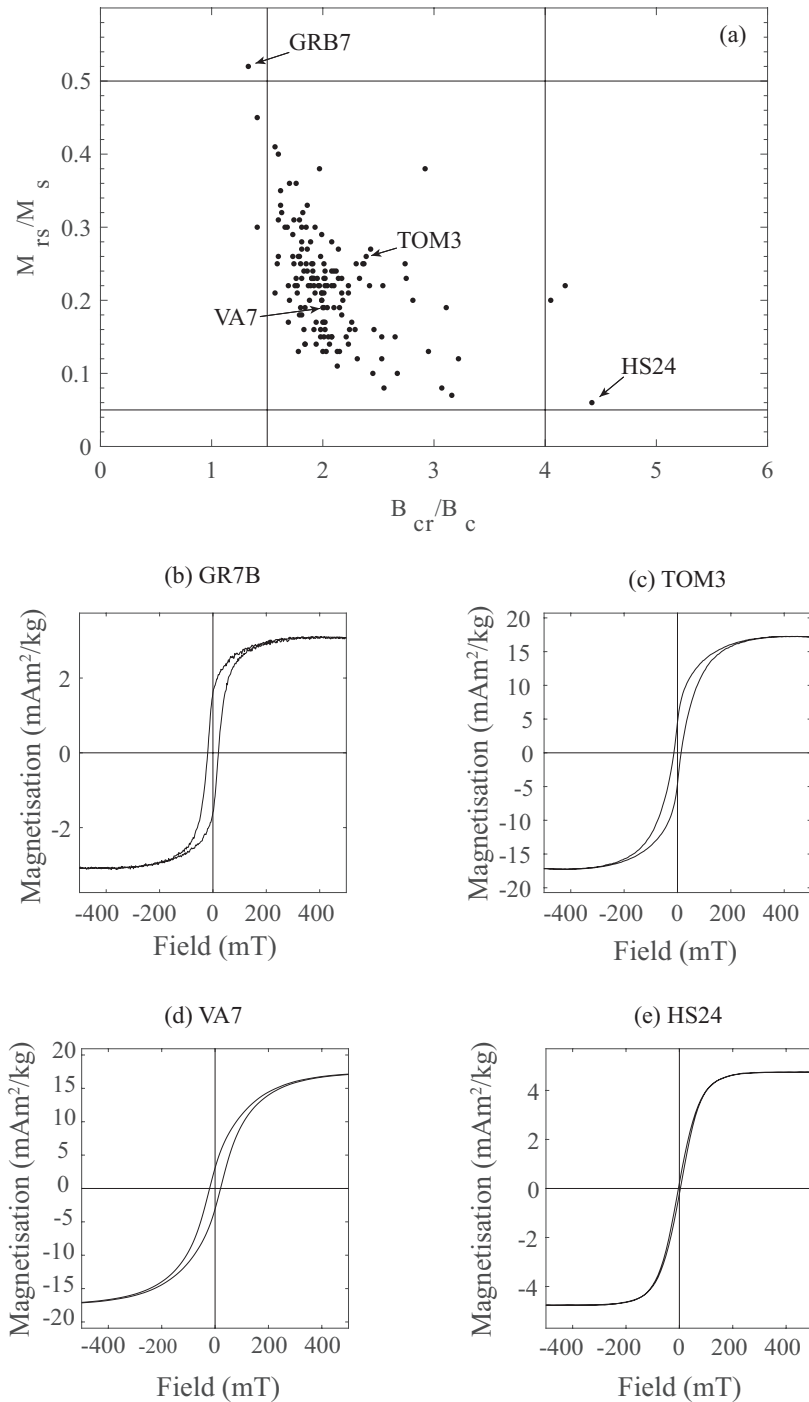 (a)
GRB7
TOM3
VA7
HS24
0.5
0.4
0.3
0.2
0.1
0
M_rs/M_s
0 1 2 3 4 5 6
B_cr/B_c
(b) GR7B
Magnetisation (mAm²/kg)
2
0
-2
-400 -200 0 200 400
Field (mT)
(c) TOM3
Magnetisation (mAm²/kg)
20
15
10
5
0
-5
-10
-15
-20
-400 -200 0 200 400
Field (mT)
(d) VA7
Magnetisation (mAm²/kg)
20
15
10
5
0
-5
-10
-15
-20
-400 -200 0 200 400
Field (mT)
(e) HS24
Magnetisation (mAm²/kg)
4
2
0
-2
-4
-400 -200 0 200 400
Field (mT)